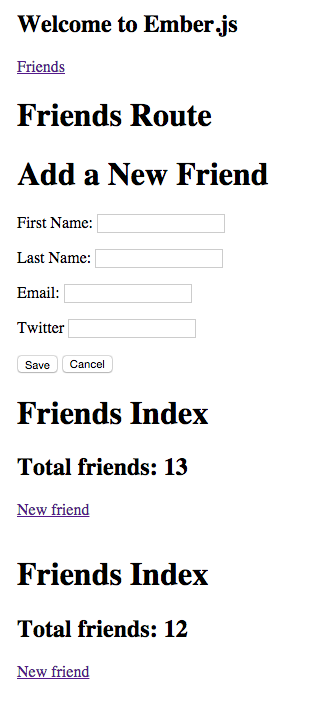 Welcome to Ember.js
Friends
Friends Route
Add a New Friend
First Name:
Last Name:
Email:
Twitter
Save Cancel
Friends Index
Total friends: 13
New friend
Friends Index
Total friends: 12
New friend